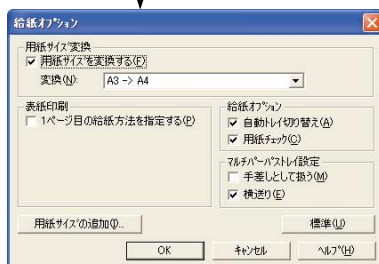 給紙オプション
用紙サイズ変換
用紙サイズを変換する(F)
変換(N): A3 -> A4
表紙印刷
1ページ目の給紙方法を指定する(P)
給紙オプション
自動トレイ切り替え(A)
用紙チェック(C)
マルチパーパストレイ設定
手差しとして扱う(M)
横送り(E)
用紙サイズの追加(I)...
標準(U)
OK キャンセル ヘルプ(H)